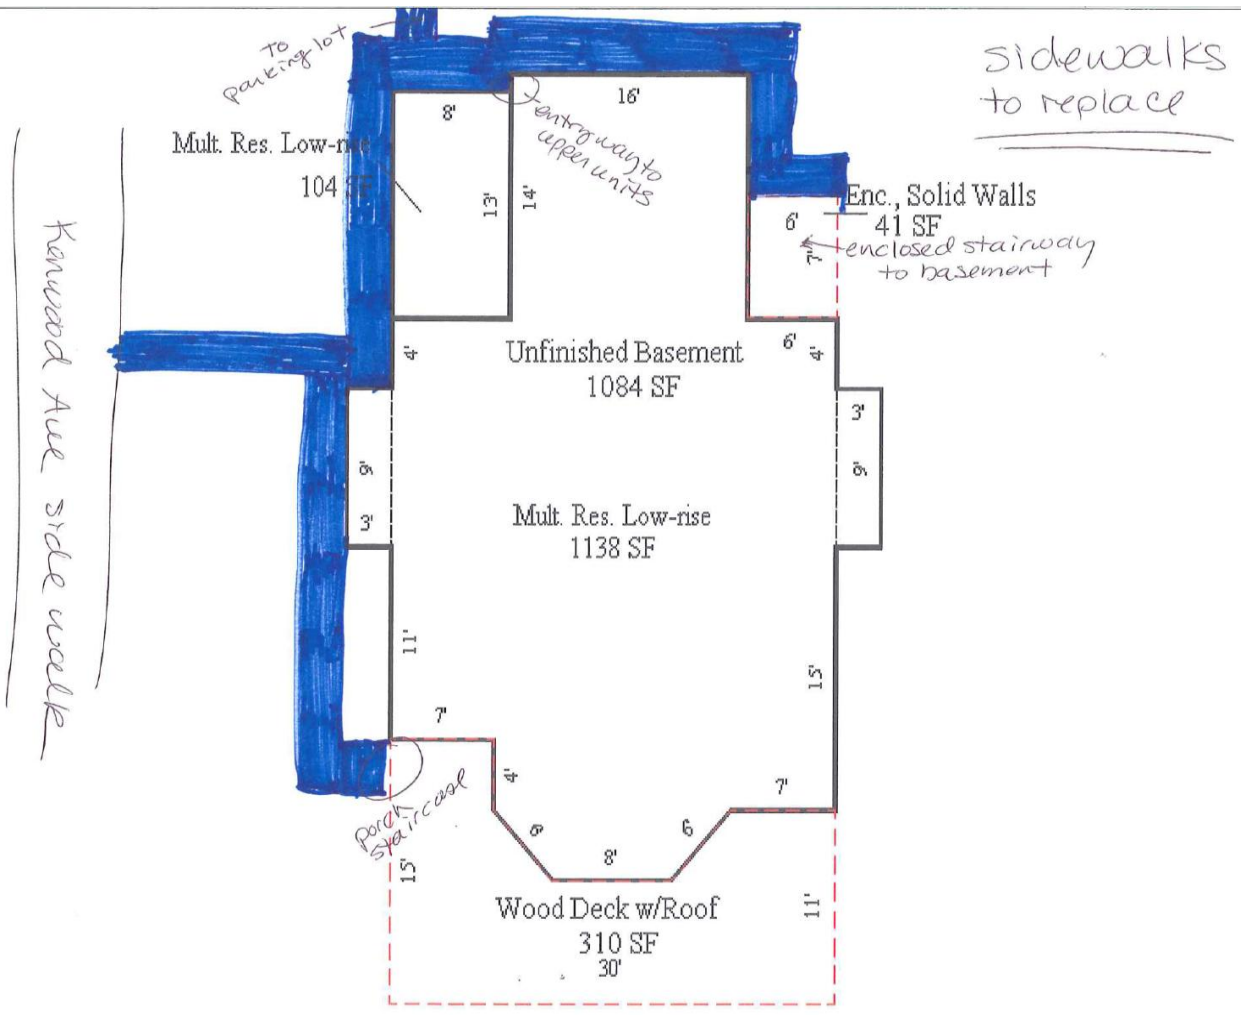 sidewalks
to replace
to
parking lot
8'
16'
entryway to
upper units
Mult. Res. Low-rise
104 SF
13'
14'
Enc., Solid Walls
41 SF
6'
7'
enclosed stairway
to basement
Kenwood Ave sidewalk
4'
Unfinished Basement
1084 SF
6'
4'
3'
9'
9'
3'
Mult. Res. Low-rise
1138 SF
11'
15'
7'
4'
7'
6
6
8'
porch
staircase
15'
11'
Wood Deck w/Roof
310 SF
30'